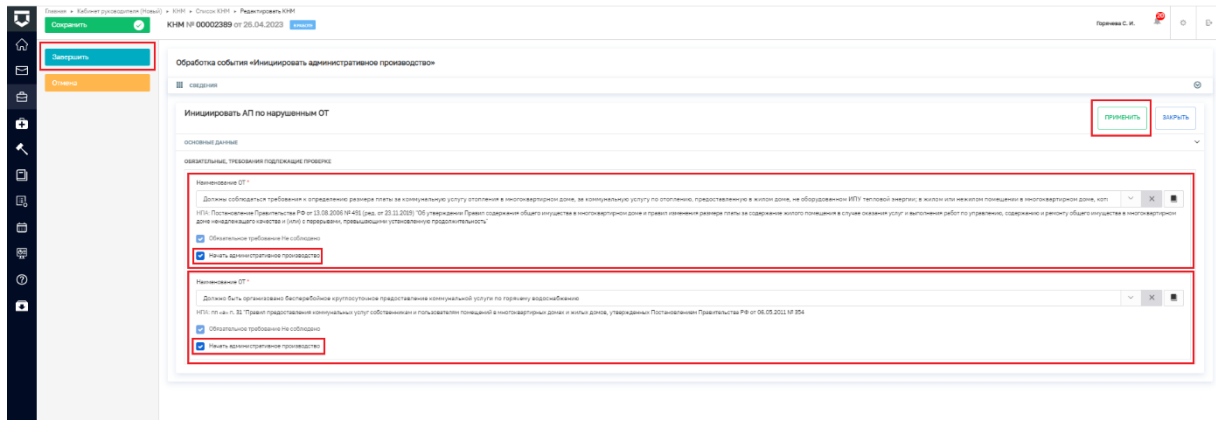 Главная • Кабинет руководителя (Новый) • КНМ • Список КНМ • Редактировать КНМ
Сохранить
КНМ № 00002389 от 26.04.2023
Горячева С. И.
20
Завершить
Отмена
Обработка события «Инициировать административное производство»
СВЕДЕНИЯ
Инициировать АП по нарушенным ОТ
ПРИМЕНИТЬ
ЗАКРЫТЬ
ОСНОВНЫЕ ДАННЫЕ
ОБЯЗАТЕЛЬНЫЕ, ТРЕБОВАНИЯ ПОДЛЕЖАЩИЕ ПРОВЕРКЕ
Наименование ОТ *
Должны соблюдаться требования к определению размера платы за коммунальную услугу отопления в многоквартирном доме, за коммунальную услугу по отоплению, предоставленную в жилом доме, не оборудованном ИПУ тепловой энергии; в жилом или нежилом помещении в многоквартирном доме, кот
НПА: Постановление Правительства РФ от 13.08.2006 № 491 (ред. от 23.11.2019) "Об утверждении Правил содержания общего имущества в многоквартирном доме и правил изменения размера платы за содержание жилого помещения в случае оказания услуг и выполнения работ по управлению, содержанию и ремонту общего имущества в многоквартирном
доме ненадлежащего качества и (или) с перерывами, превышающими установленную продолжительность"
Обязательное требование Не соблюдено
Начать административное производство
Наименование ОТ *
Должно быть организовано бесперебойное круглосуточное предоставление коммунальной услуги по горячему водоснабжению
НПА: пп «а» п. 31 "Правил предоставления коммунальных услуг собственникам и пользователям помещений в многоквартирных домах и жилых домов, утвержденных Постановлением Правительства РФ от 06.05.2011 № 354
Обязательное требование Не соблюдено
Начать административное производство